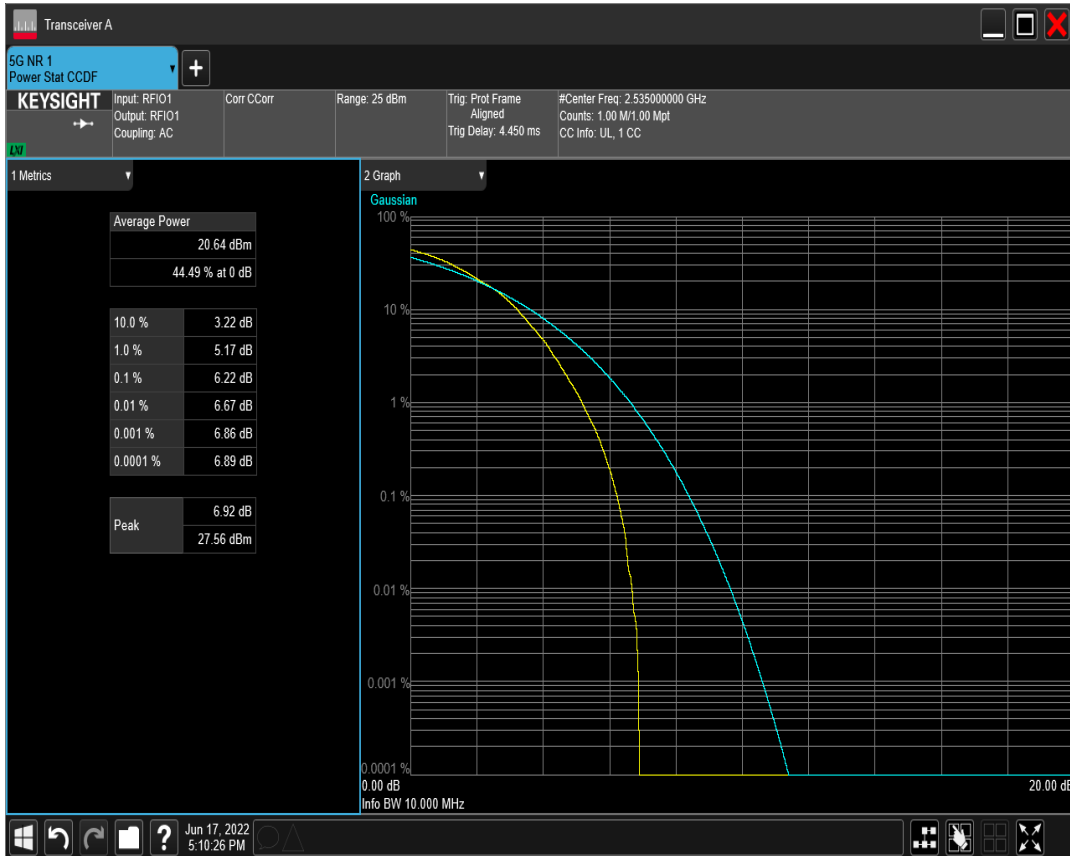 Transceiver A
5G NR 1
Power Stat CCDF
KEYSIGHT
LXI
Input: RFIO1
Output: RFIO1
Coupling: AC
Corr CCorr
Range: 25 dBm
Trig: Prot Frame
Aligned
Trig Delay: 4.450 ms
#Center Freq: 2.535000000 GHz
Counts: 1.00 M/1.00 Mpt
CC Info: UL, 1 CC
1 Metrics
Average Power
20.64 dBm
44.49 % at 0 dB
10.0 % 3.22 dB
1.0 % 5.17 dB
0.1 % 6.22 dB
0.01 % 6.67 dB
0.001 % 6.86 dB
0.0001 % 6.89 dB
Peak
6.92 dB
27.56 dBm
2 Graph
Gaussian
100 %
10 %
1 %
0.1 %
0.01 %
0.001 %
0.0001 %
0.00 dB 20.00 dB
Info BW 10.000 MHz
?
Jun 17, 2022
5:10:26 PM